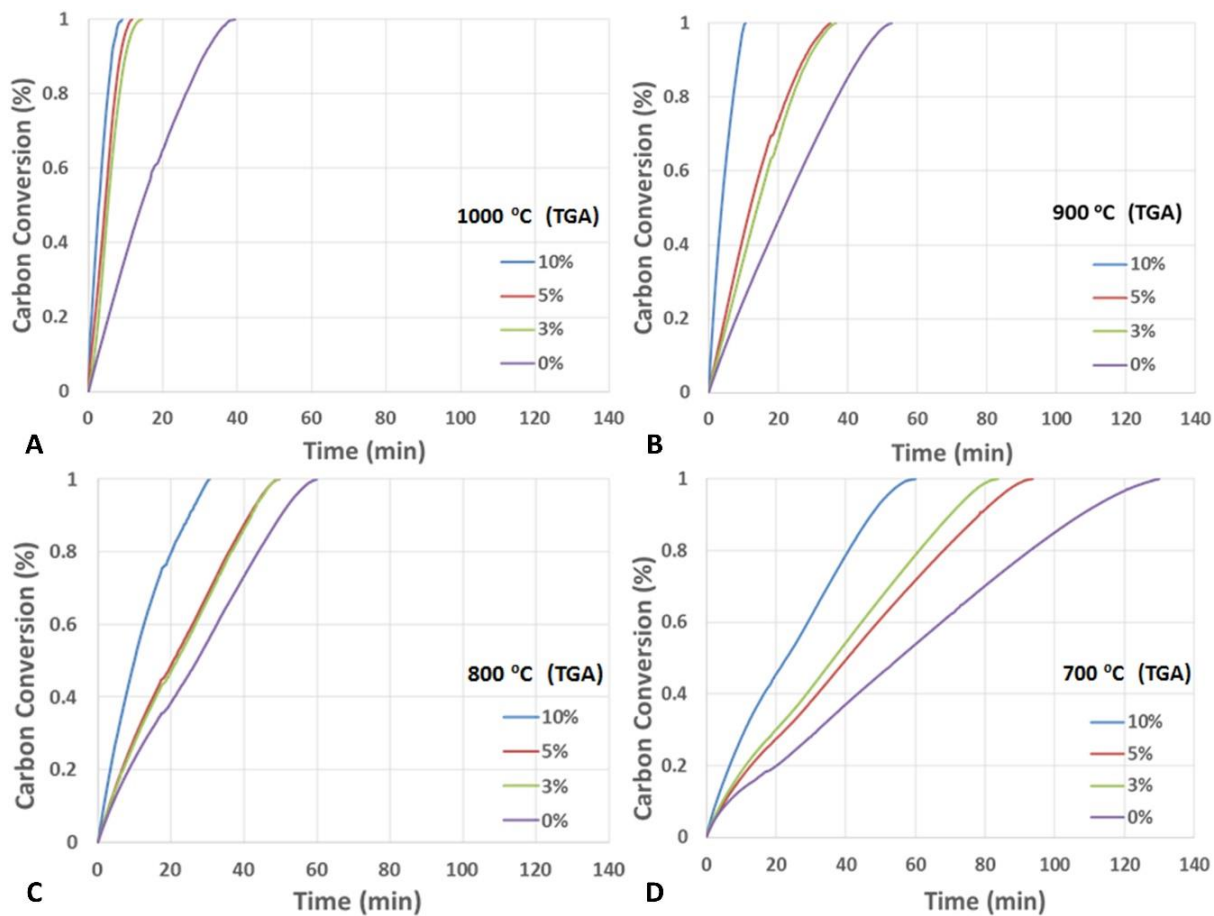 1
0.8
0.6
0.4
0.2
0
Carbon Conversion (%)
1000 °C (TGA)
10%
5%
3%
0%
0 20 40 60 80 100 120 140
Time (min)
A
1
0.8
0.6
0.4
0.2
0
Carbon Conversion (%)
900 °C (TGA)
10%
5%
3%
0%
0 20 40 60 80 100 120 140
Time (min)
B
1
0.8
0.6
0.4
0.2
0
Carbon Conversion (%)
800 °C (TGA)
10%
5%
3%
0%
0 20 40 60 80 100 120 140
Time (min)
C
1
0.8
0.6
0.4
0.2
0
Carbon Conversion (%)
700 °C (TGA)
10%
5%
3%
0%
0 20 40 60 80 100 120 140
Time (min)
D